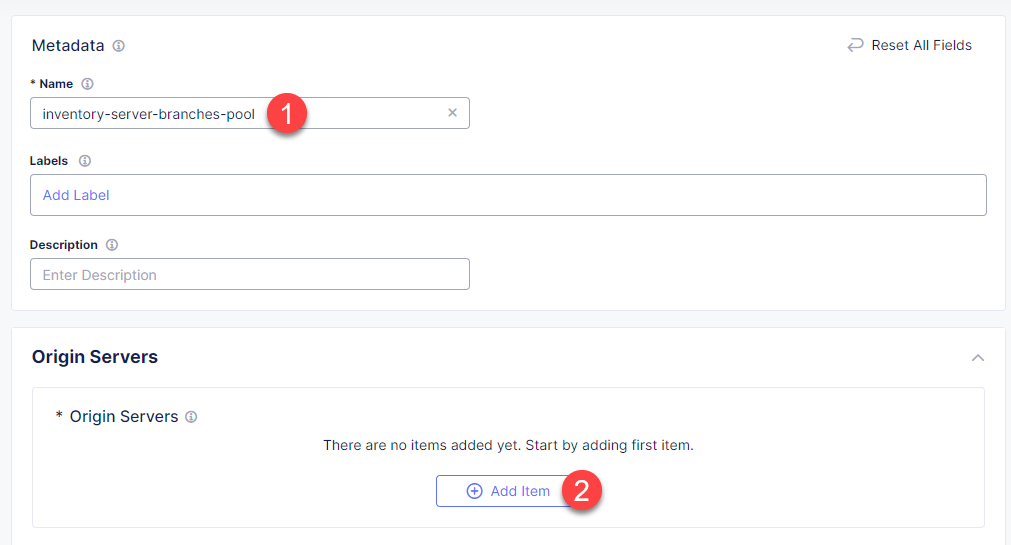 Metadata
Reset All Fields
* Name
inventory-server-branches-pool
1
Labels
Add Label
Description
Enter Description
Origin Servers
* Origin Servers
There are no items added yet. Start by adding first item.
Add Item
2